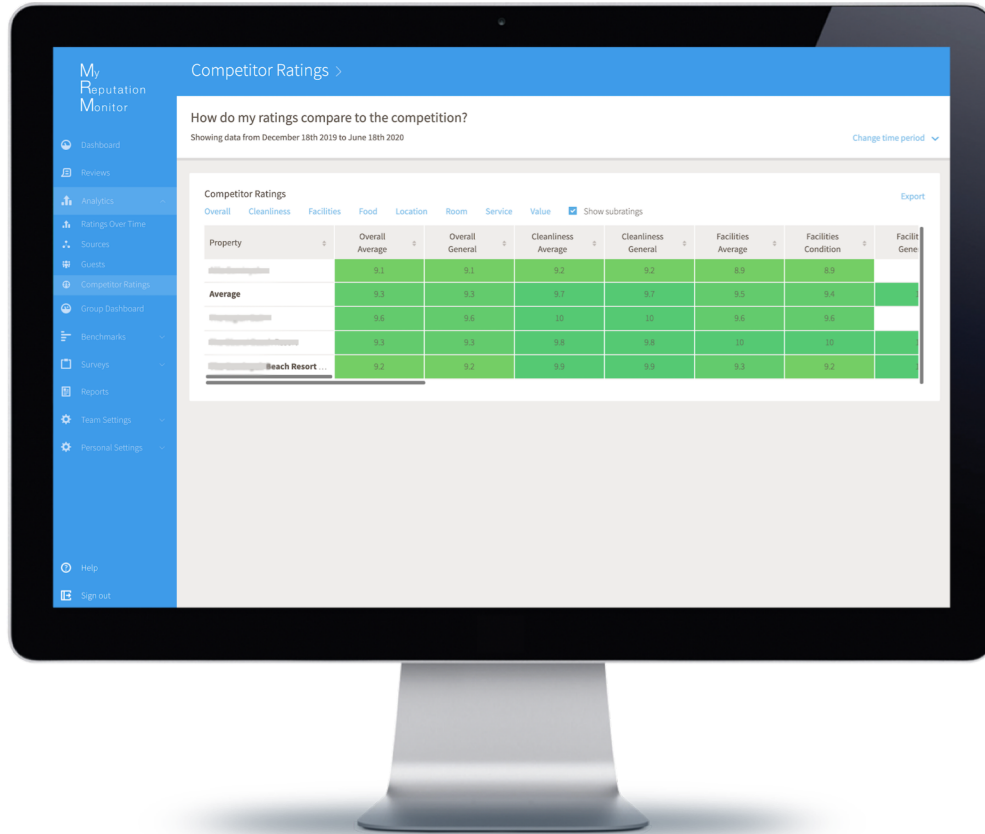 My
Reputation
Monitor
Dashboard
Reviews
Analytics
Ratings Over Time
Sources
Guests
Competitor Ratings
Group Dashboard
Benchmarks
Surveys
Reports
Team Settings
Personal Settings
Help
Sign out
Competitor Ratings >
How do my ratings compare to the competition?
Showing data from December 18th 2019 to June 18th 2020
Change time period
Competitor Ratings
Export
Overall Cleanliness Facilities Food Location Room Service Value Show subratings
Property Overall Average Overall General Cleanliness Average Cleanliness General Facilities Average Facilities Condition
9.1 9.1 9.2 9.2 8.9 8.9
Average 9.3 9.3 9.7 9.7 9.5 9.4
9.6 9.6 10 10 9.6 9.6
9.3 9.3 9.8 9.8 10 10
Beach Resort ... 9.2 9.2 9.9 9.9 9.3 9.2